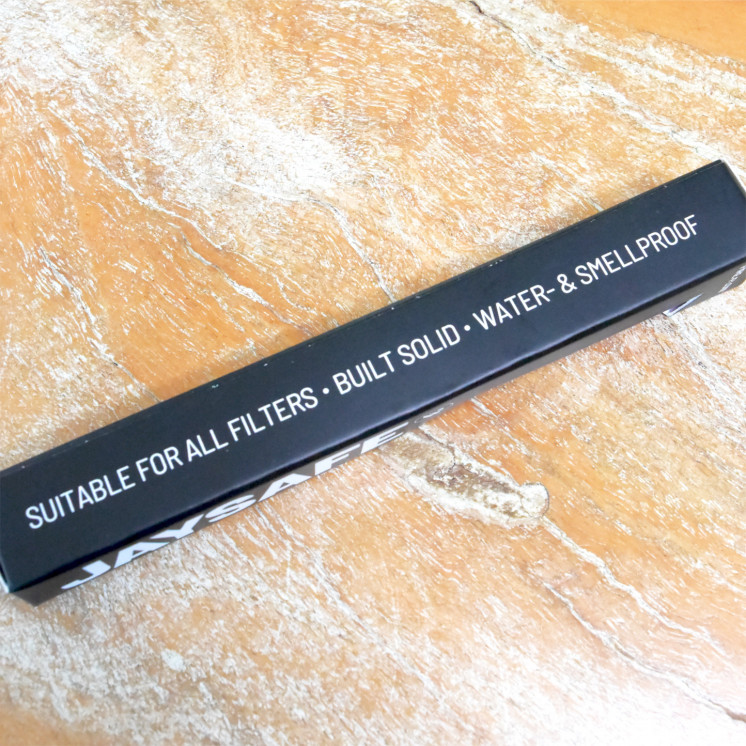 SUITABLE FOR ALL FILTERS • BUILT SOLID • WATER- & SMELLPROOF
JAYSAFE